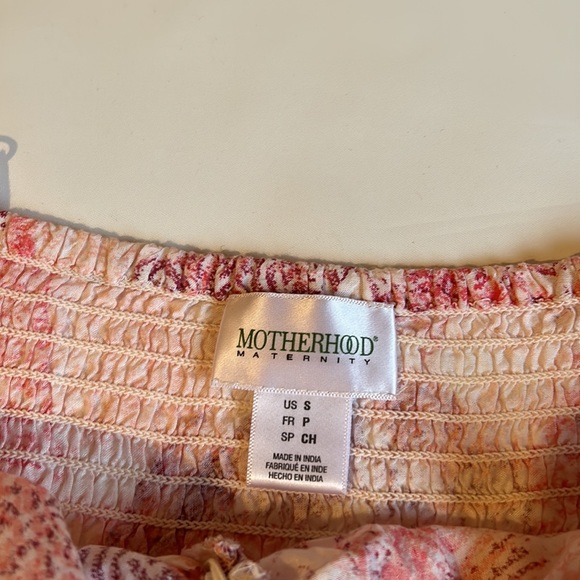 MOTHERHOOD®
MATERNITY
US S
FR P
SP CH
MADE IN INDIA
FABRIQUÉ EN INDE
HECHO EN INDIA